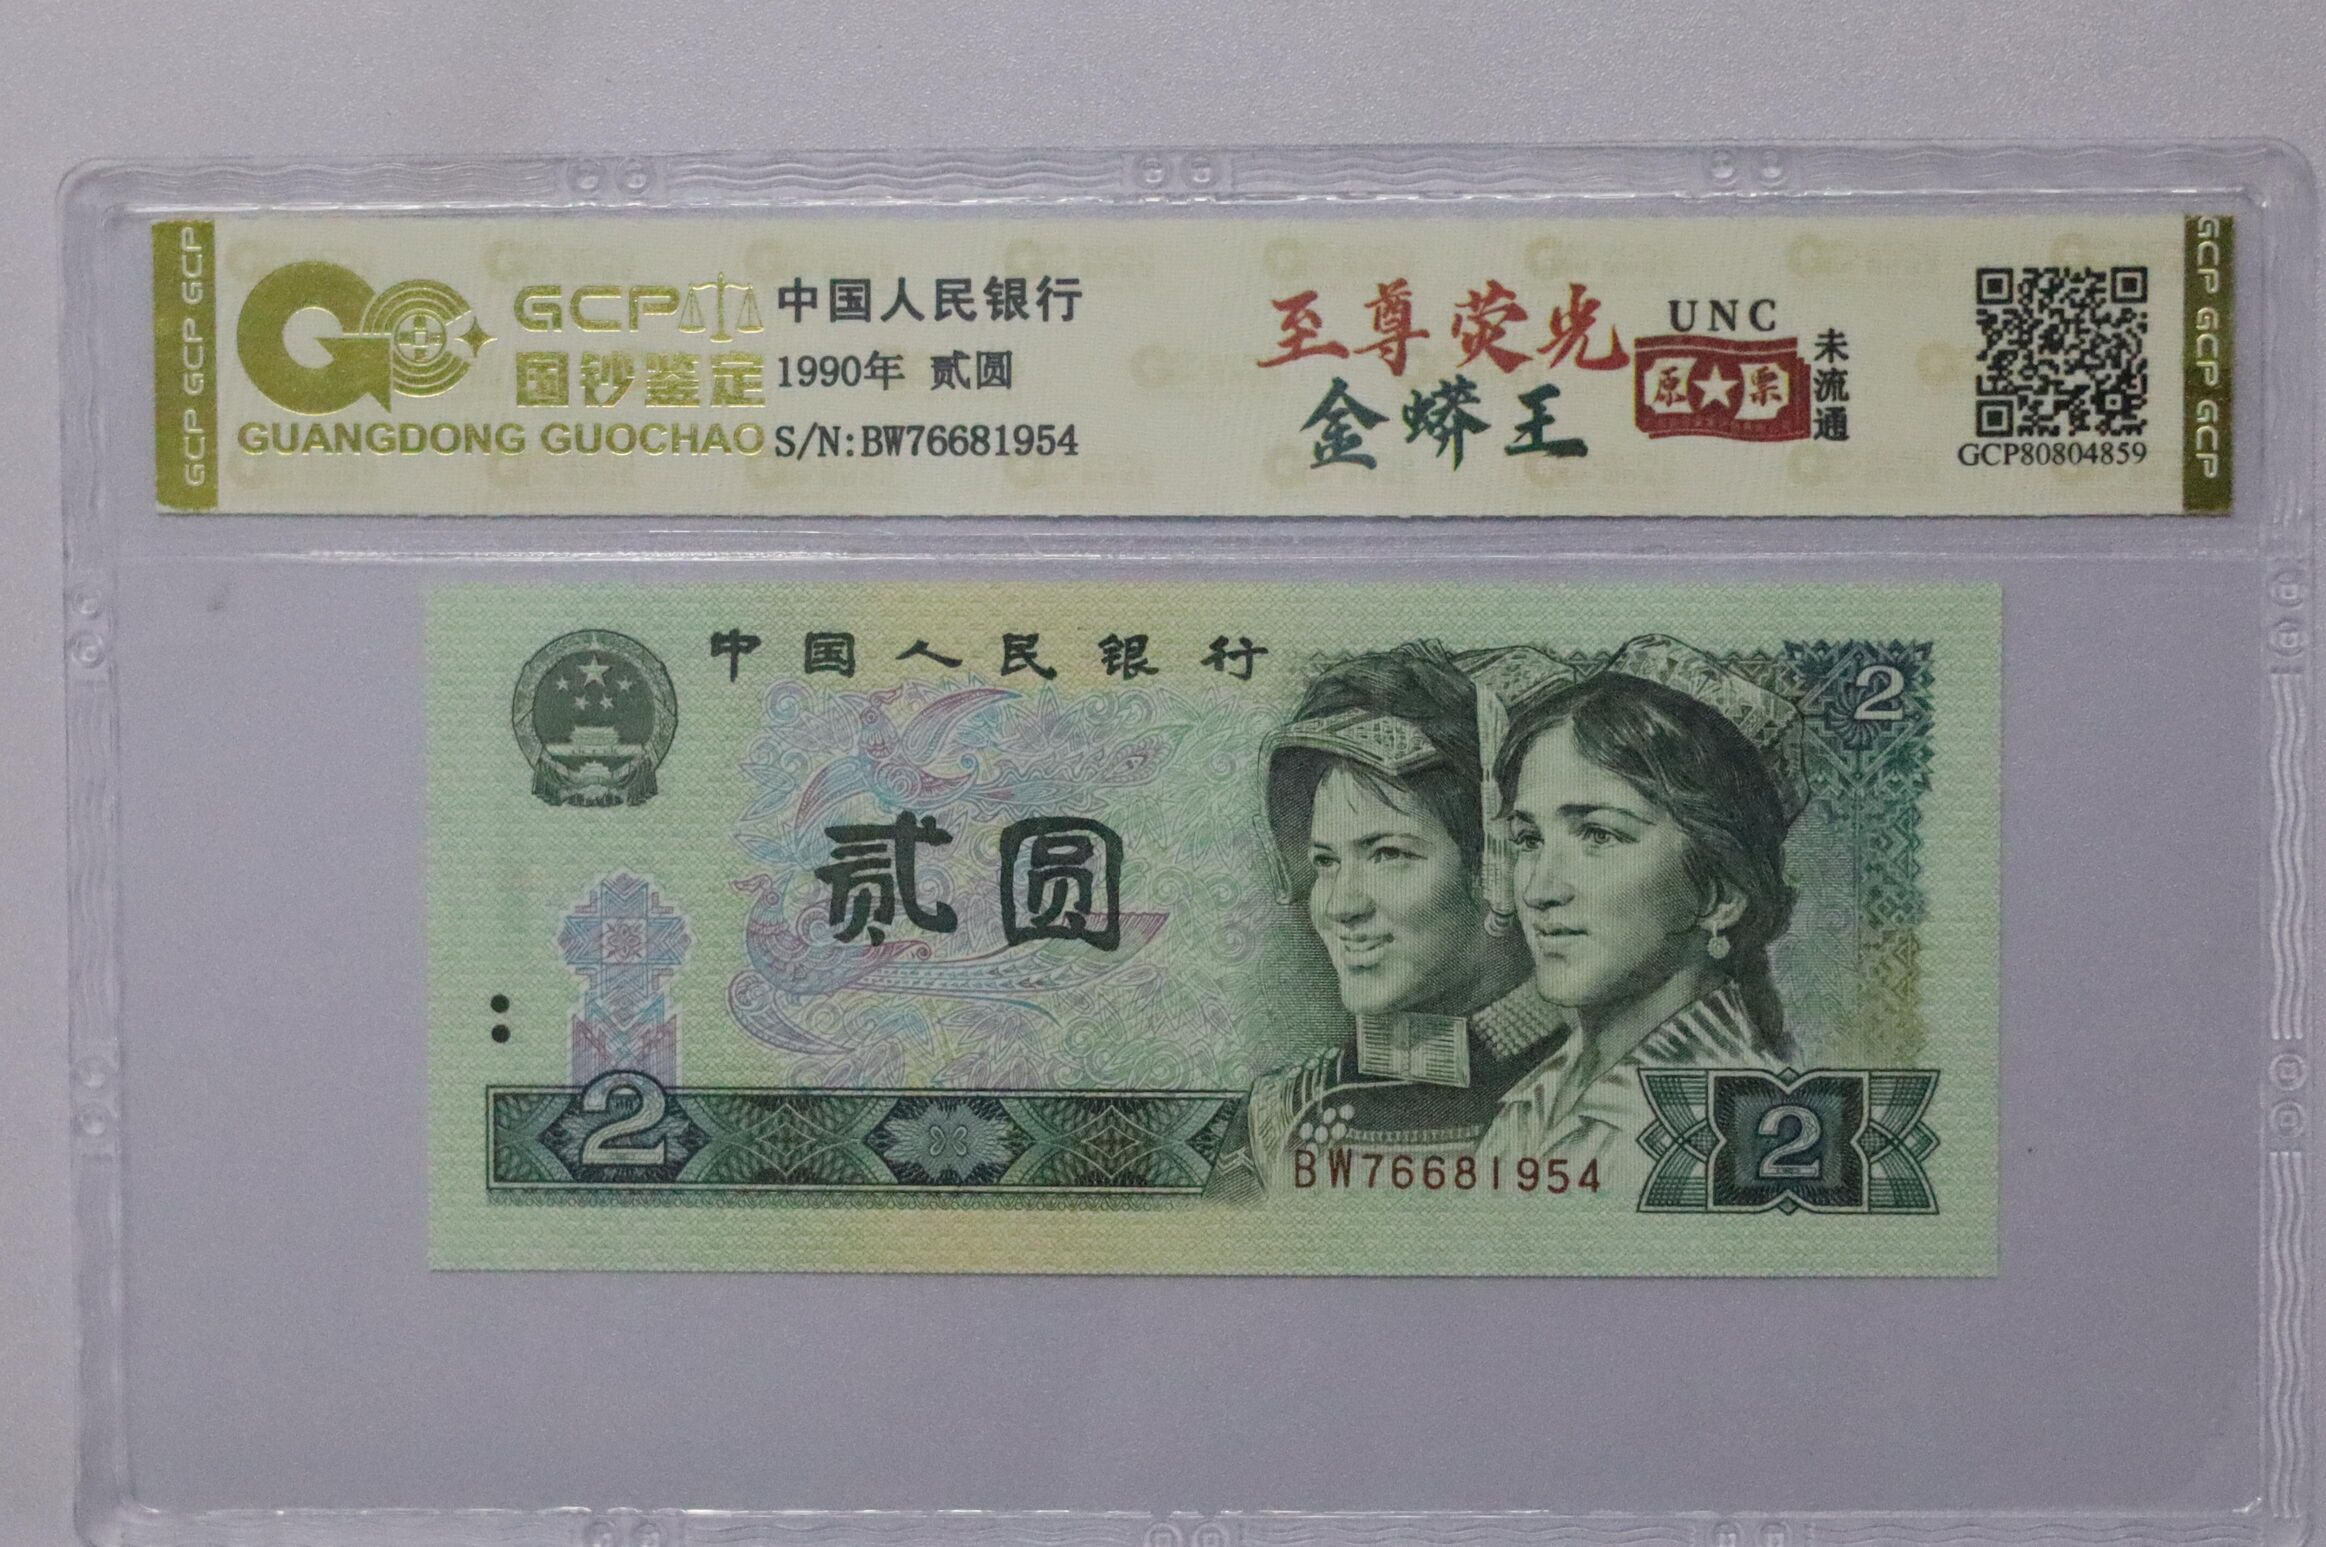 GCP GCP GCP
GCP
国钞鉴定
GUANGDONG GUOCHAO
中国人民银行
1990年 贰圆
S/N:BW76681954
至尊荧光
金蟒王
UNC
原票
未流通
GCP80804859
GCP GCP GCP
中国人民银行
2
贰圆
2
BW76681954
2